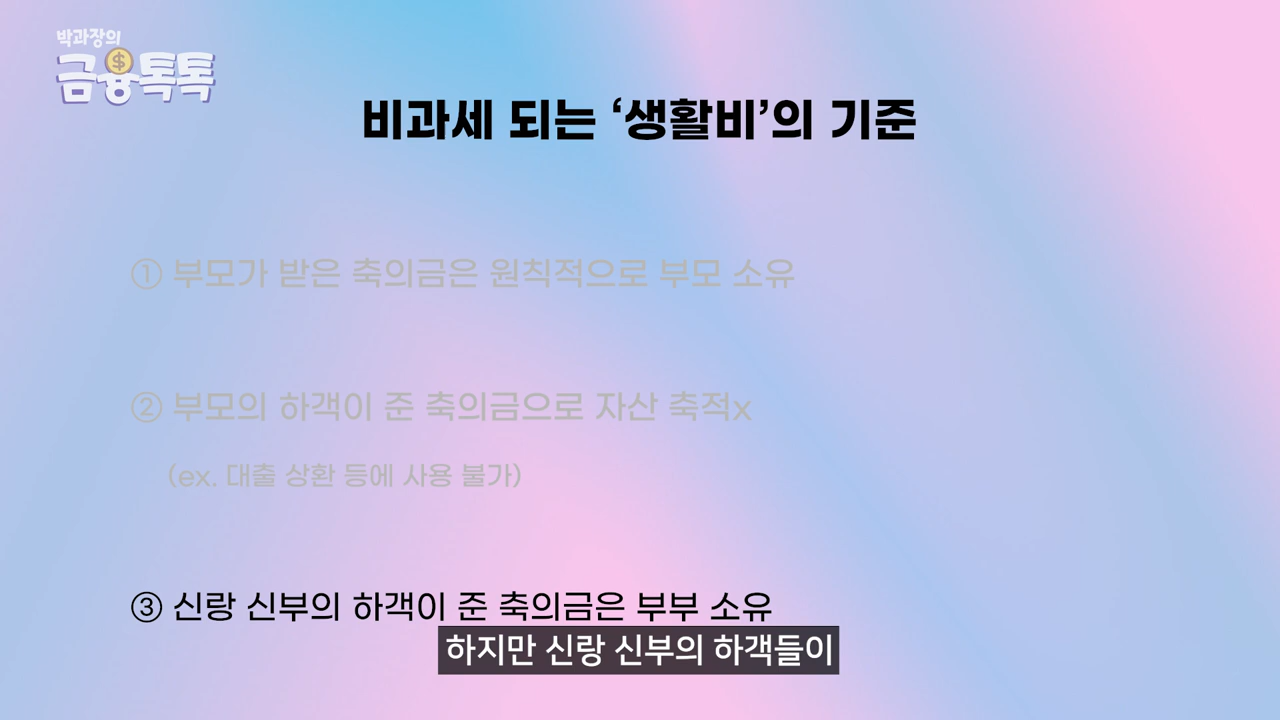 박과장의
금융톡톡
비과세 되는 ‘생활비’의 기준
① 부모가 받은 축의금은 원칙적으로 부모 소유
② 부모의 하객이 준 축의금으로 자산 축적x
(ex. 대출 상환 등에 사용 불가)
③ 신랑 신부의 하객이 준 축의금은 부부 소유
하지만 신랑 신부의 하객들이